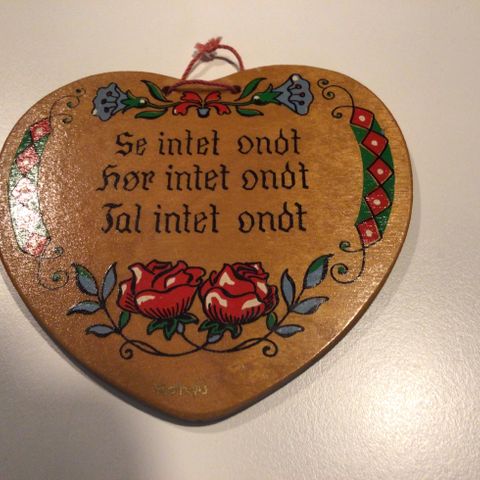 Se intet ondt
Hør intet ondt
Tal intet ondt